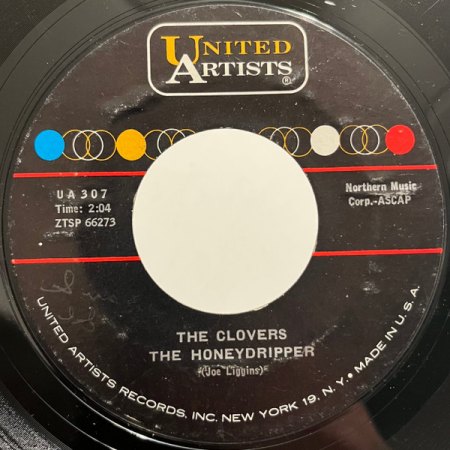 UNITED
ARTISTS
®
UA 307
Time: 2:04
ZTSP 66273
Northern Music
Corp.-ASCAP
THE CLOVERS
THE HONEYDRIPPER
(Joe Liggins)
UNITED ARTISTS RECORDS, INC. NEW YORK 19, N.Y. • MADE IN U.S.A.